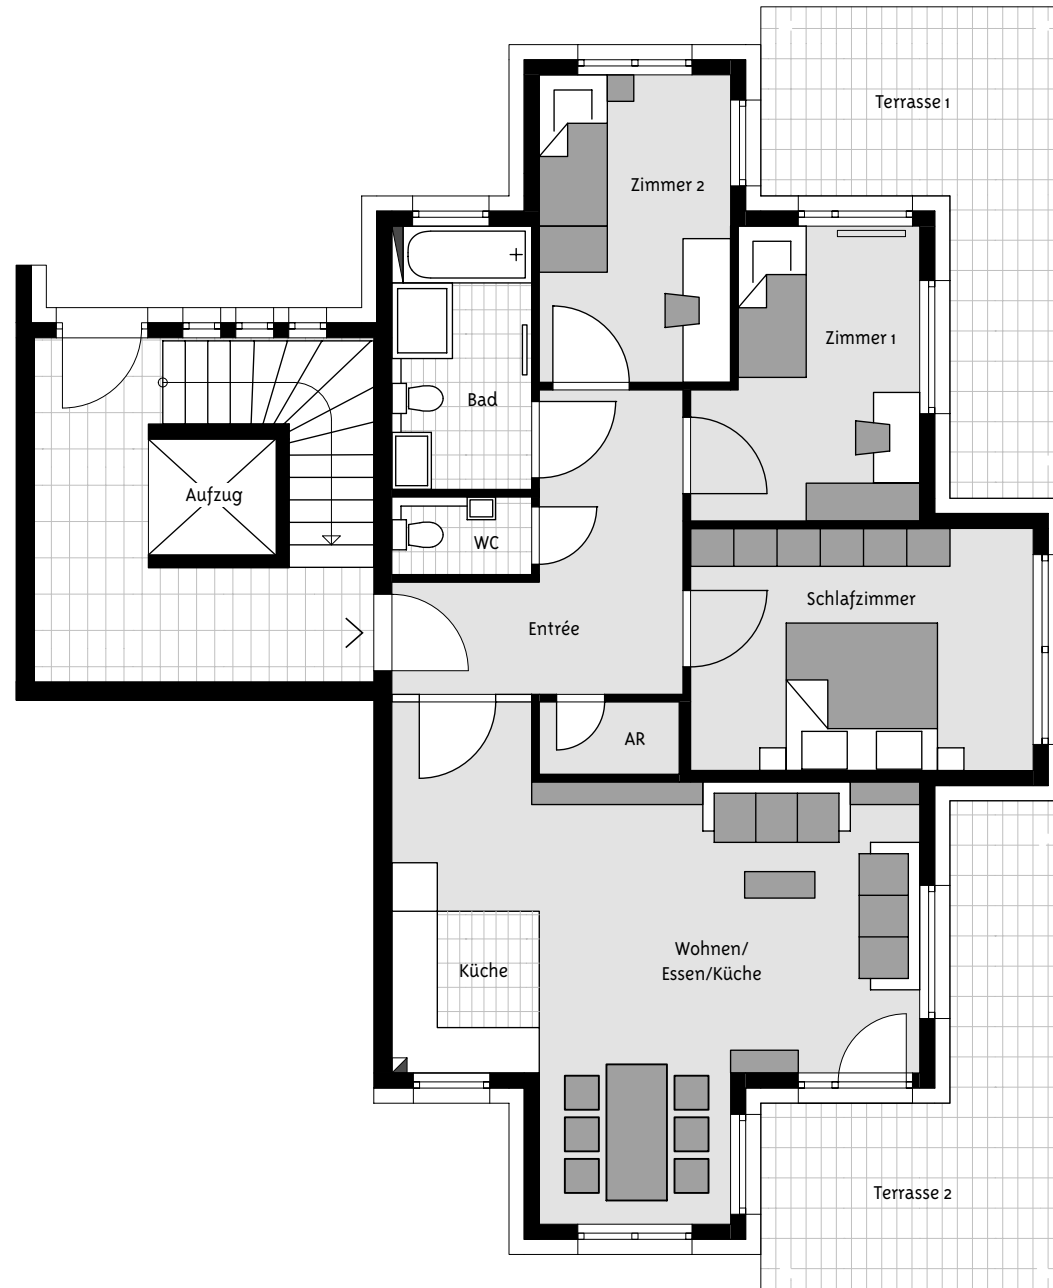 Terrasse 1
Zimmer 2
Zimmer 1
Bad
Aufzug
WC
Schlafzimmer
Entrée
AR
Wohnen/
Essen/Küche
Küche
Terrasse 2